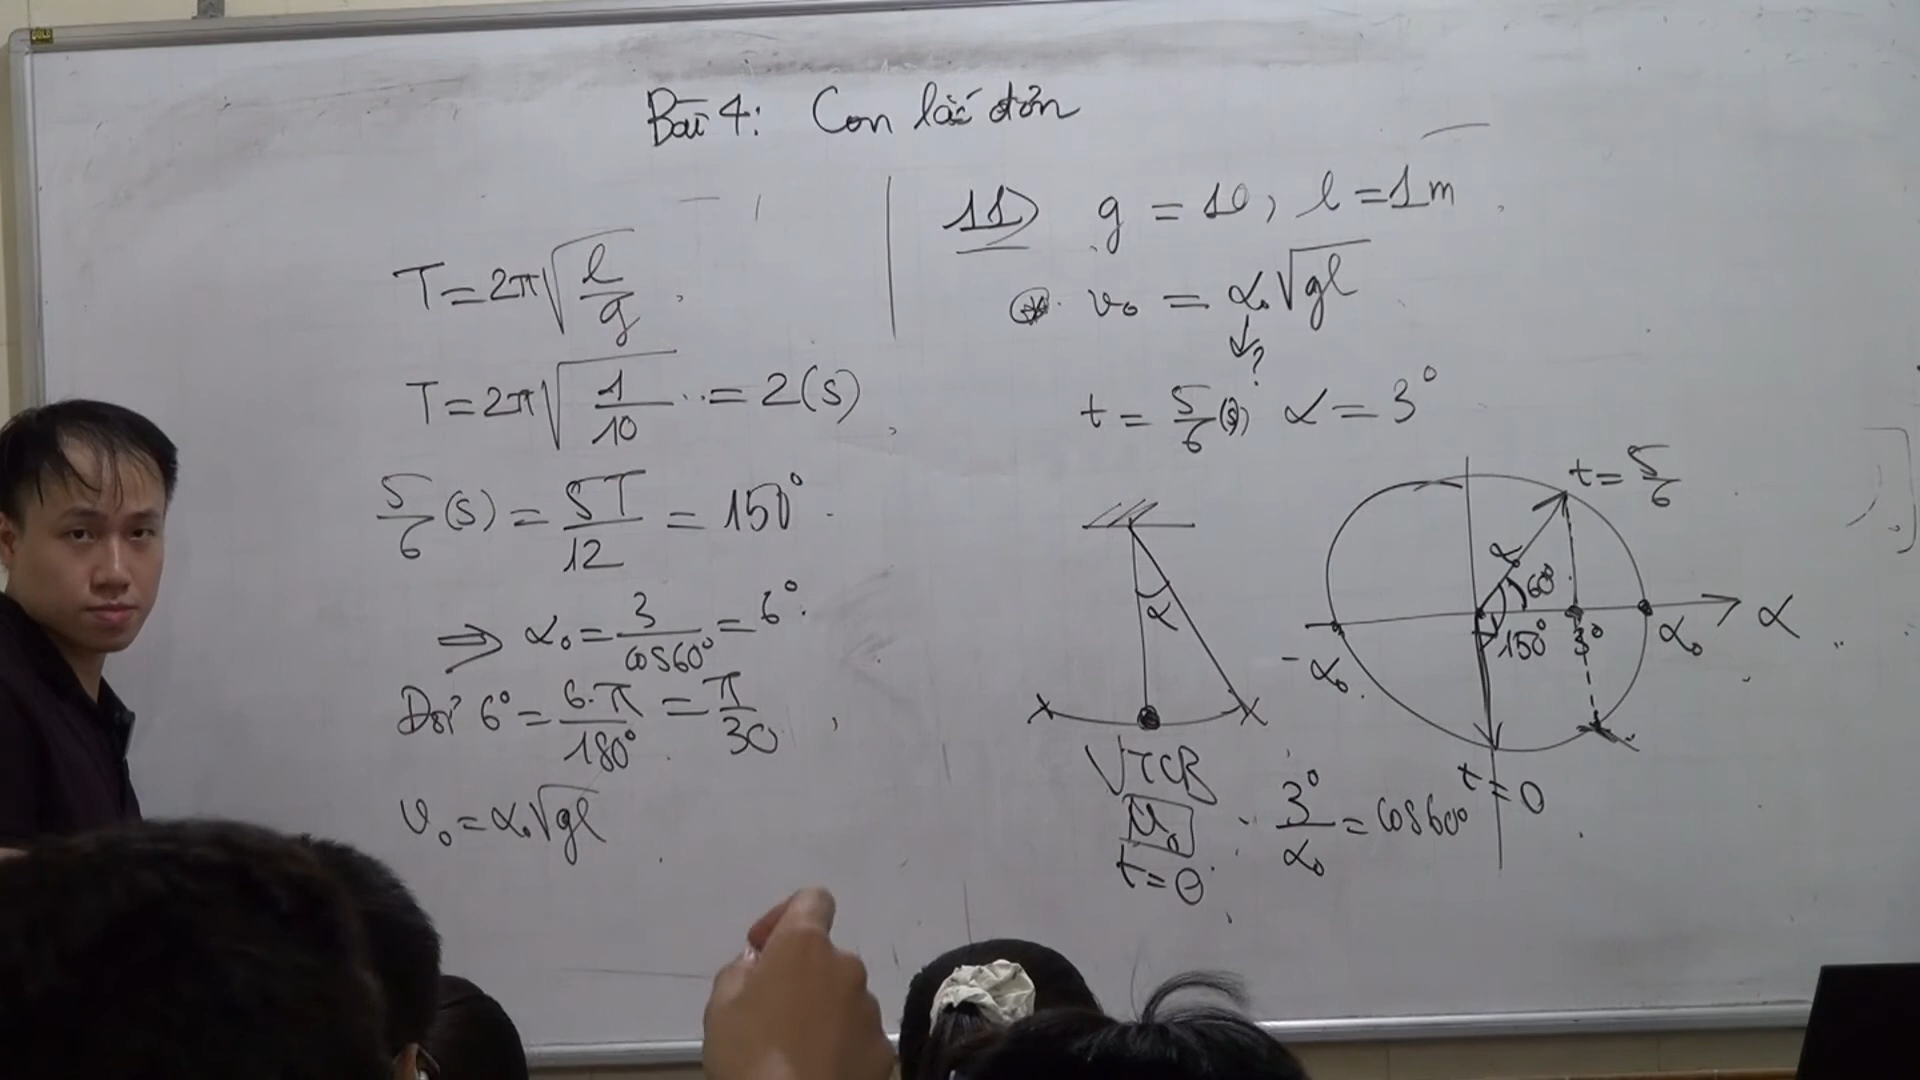 Bài 4: Con lắc đơn
T = 2π√(l/g)
T = 2π√(1/10) = 2 (s)
5/6 (s) = 5T/12 = 150°
⇒ α₀ = 3/cos60° = 6°
Đổi 6° = 6.π/180° = π/30
v₀ = α₀√gl
11) g = 10, l = 1m
v₀ = α₀√gl
?
t = 5/6 (s) α = 3°
α
VTCB
v₀
t = 0
t = 5/6
α₀
60°
150°
3°
α₀
α
-α₀
t = 0
3°/α₀ = cos60°
GOLD